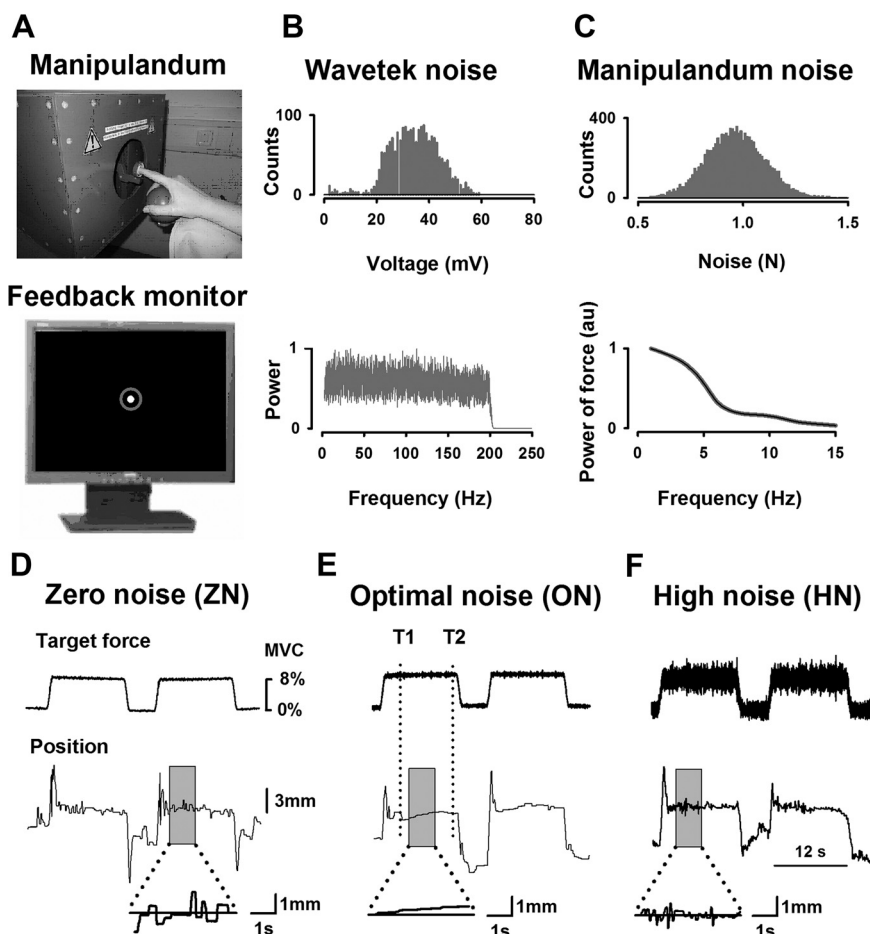 A
Manipulandum
Feedback monitor
B
Wavetek noise
100
Counts
0
0 20 40 60 80
Voltage (mV)
1
Power
0
0 50 100 150 200 250
Frequency (Hz)
C
Manipulandum noise
400
Counts
0
0.5 1.0 1.5
Noise (N)
Power of force (au)
1
0
0 5 10 15
Frequency (Hz)
D
Zero noise (ZN)
Target force
MVC
8%
0%
Position
3mm
1mm
1s
E
Optimal noise (ON)
T1 T2
1mm
1s
F
High noise (HN)
12 s
1mm
1s